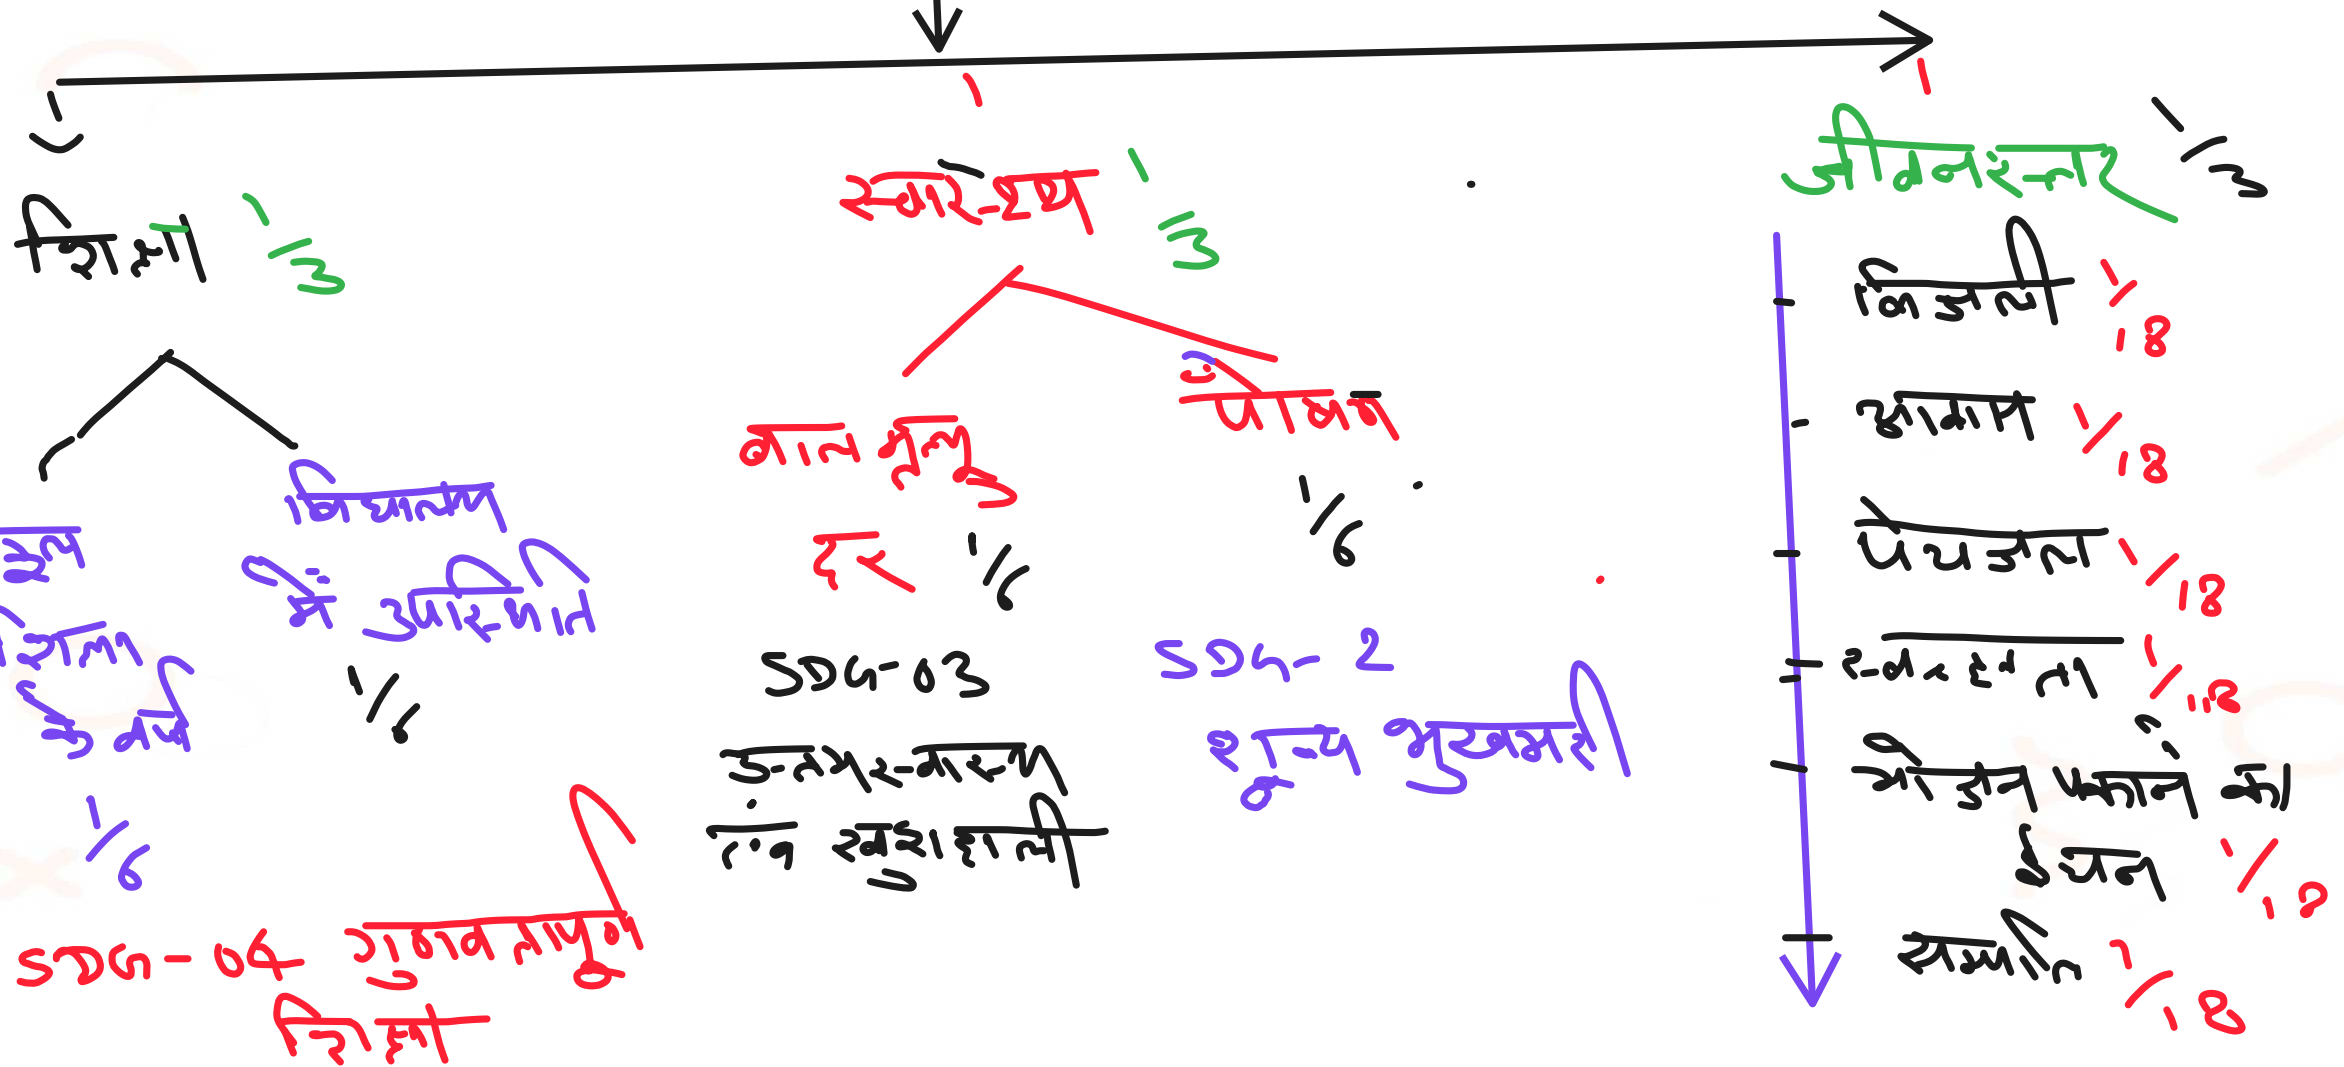 शिक्षा 1/3
स्वास्थ्य 1/3
जीवनस्तर 1/3
विद्यालय
में उपस्थिति
1/6
के वर्ष
1/6
SDG-04 गुणवत्तापूर्ण
शिक्षा
बाल मृत्यु
दर 1/6
SDG-03
उत्तम स्वास्थ्य
एवं खुशहाली
पोषण
1/6
SDG-2
शून्य भुखमरी
बिजली 1/18
आवास 1/18
पेयजल 1/18
स्वच्छता 1/18
भोजन पकाने का
ईंधन 1/18
सम्पत्ति 1/18